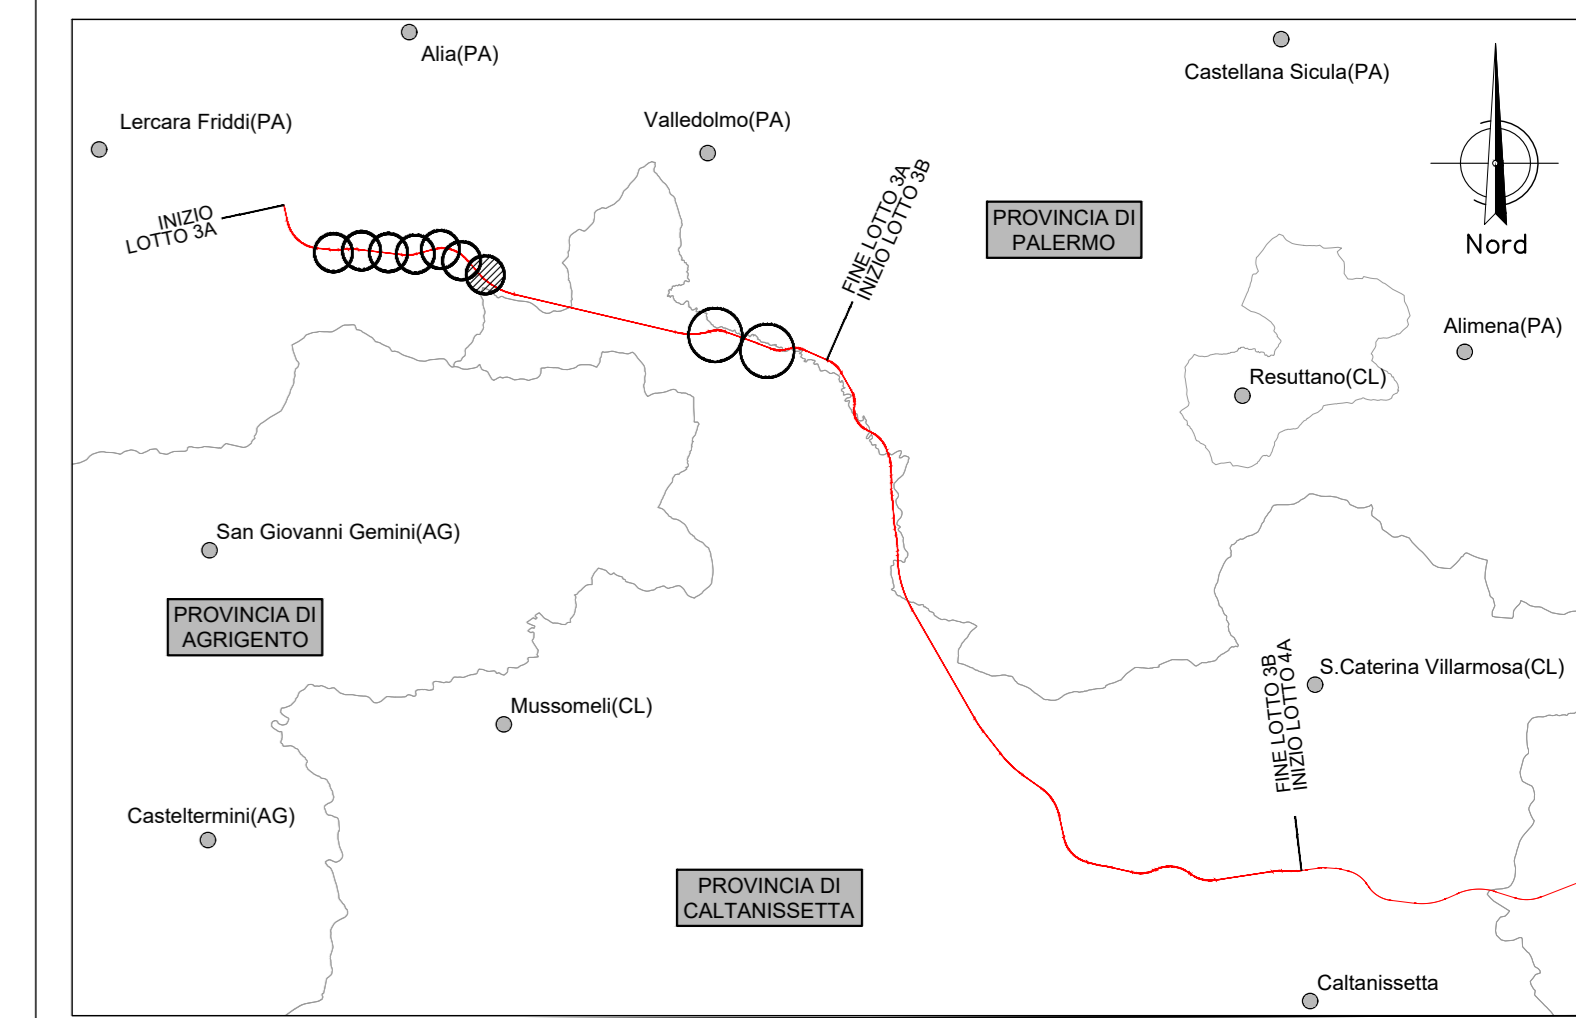 Alia(PA)
Castellana Sicula(PA)
Lercara Friddi(PA)
Valledolmo(PA)
INIZIO
LOTTO 3A
FINE LOTTO 3A
INIZIO LOTTO 3B
PROVINCIA DI
PALERMO
Nord
Alimena(PA)
Resuttano(CL)
San Giovanni Gemini(AG)
PROVINCIA DI
AGRIGENTO
Mussomeli(CL)
FINE LOTTO 3B
INIZIO LOTTO 4A
S.Caterina Villarmosa(CL)
Casteltermini(AG)
PROVINCIA DI
CALTANISSETTA
Caltanissetta